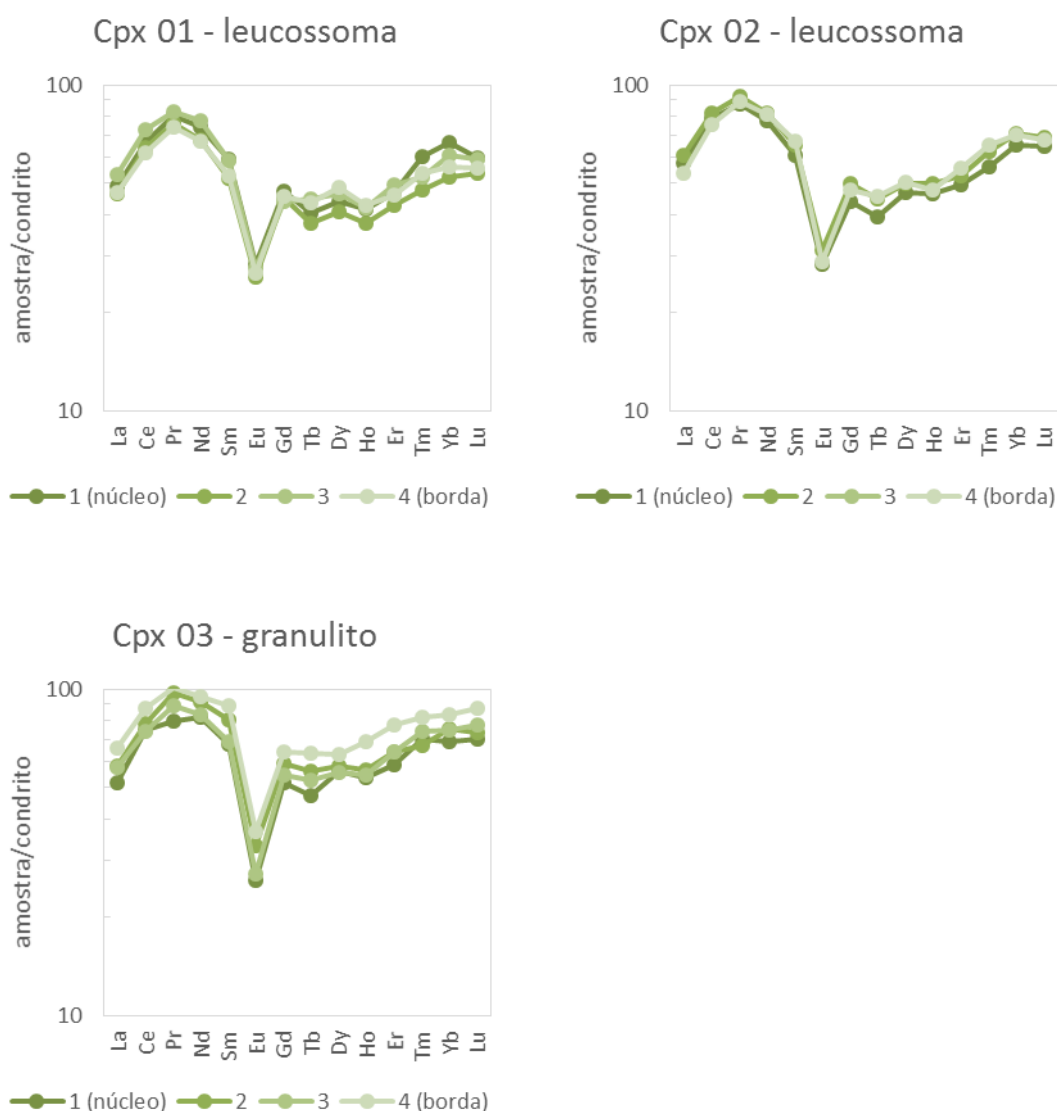 Cpx 01 - leucossoma
100
amostra/condrito
10
La Ce Pr Nd Sm Eu Gd Tb Dy Ho Er Tm Yb Lu
1 (núcleo) 2 3 4 (borda)
Cpx 02 - leucossoma
100
amostra/condrito
10
La Ce Pr Nd Sm Eu Gd Tb Dy Ho Er Tm Yb Lu
1 (núcleo) 2 3 4 (borda)
Cpx 03 - granulito
100
amostra/condrito
10
La Ce Pr Nd Sm Eu Gd Tb Dy Ho Er Tm Yb Lu
1 (núcleo) 2 3 4 (borda)